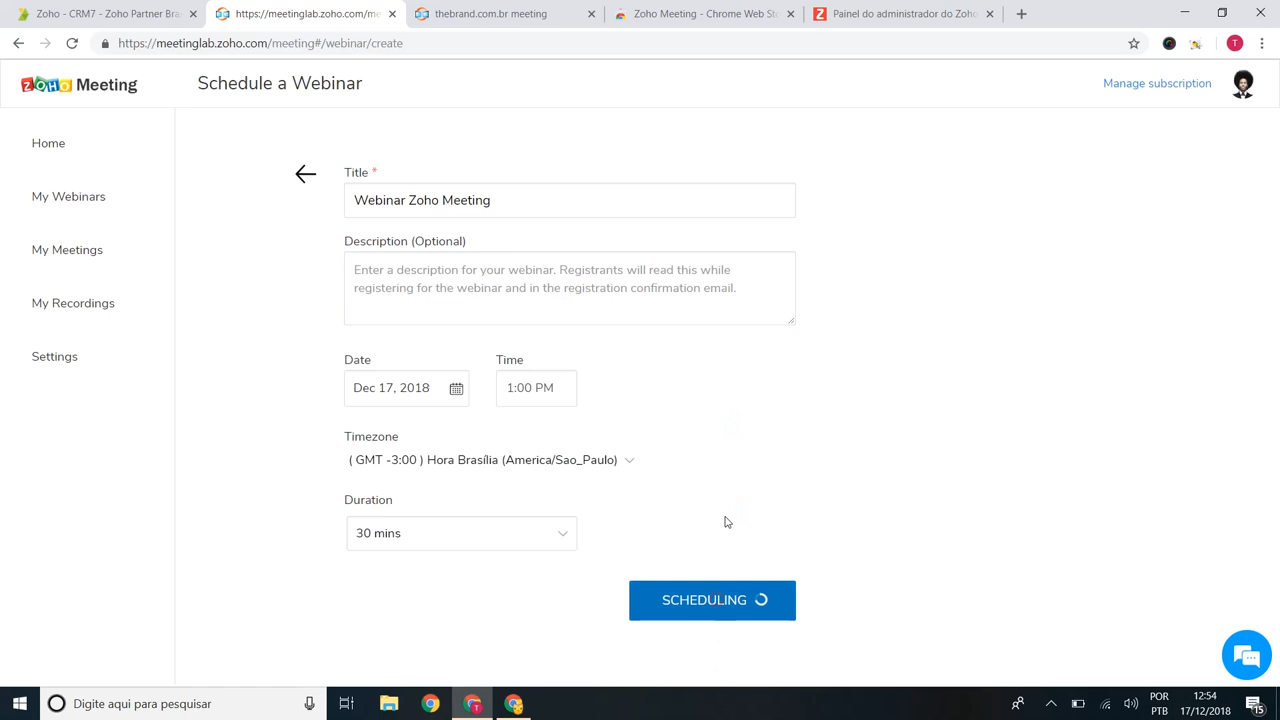 Zoho - CRM7 - Zoho Partner Bra
https://meetinglab.zoho.com/me
thebrand.com.br meeting
Zoho Meeting - Chrome Web Sto
Painel do administrador do Zoho
https://meetinglab.zoho.com/meeting#/webinar/create
T
ZOHO Meeting
Schedule a Webinar
Manage subscription
Home
My Webinars
My Meetings
My Recordings
Settings
Title *
Webinar Zoho Meeting
Description (Optional)
Enter a description for your webinar. Registrants will read this while
registering for the webinar and in the registration confirmation email.
Date
Time
Dec 17, 2018
1:00 PM
Timezone
( GMT -3:00 ) Hora Brasília (America/Sao_Paulo)
Duration
30 mins
SCHEDULING
Digite aqui para pesquisar
POR
PTB
12:54
17/12/2018
15